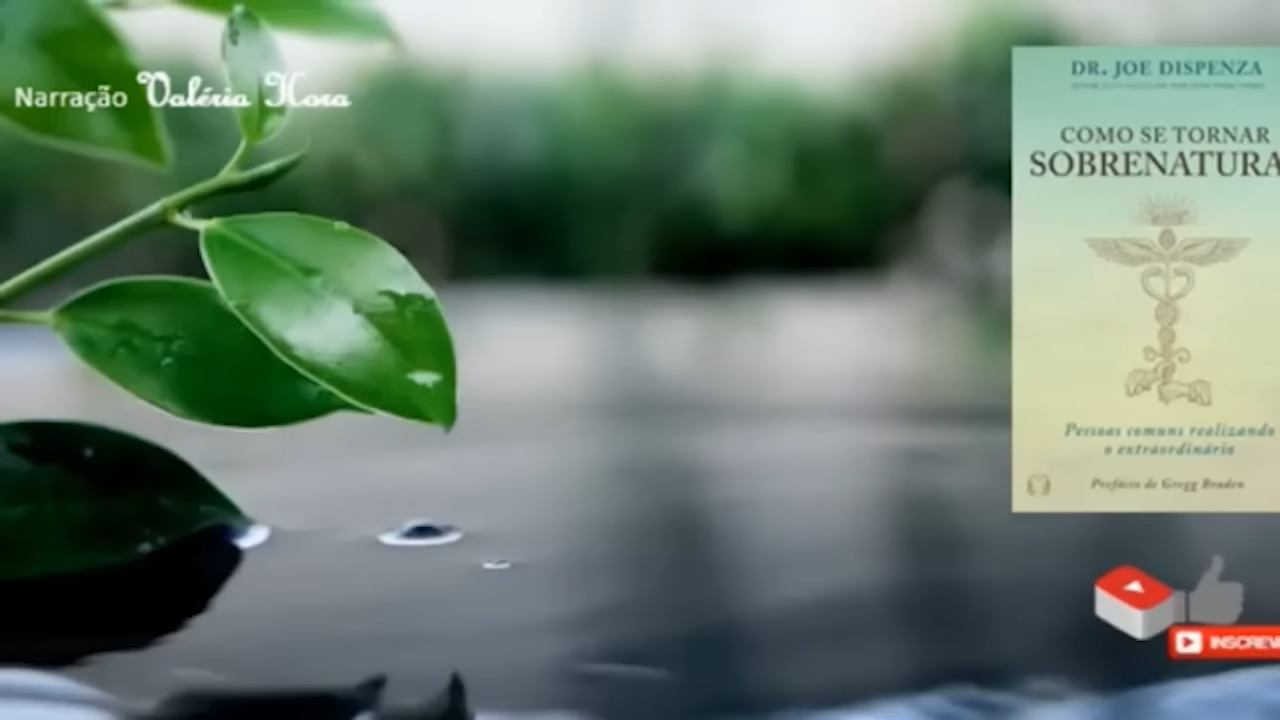 Narração Valéria Hora
DR. JOE DISPENZA
COMO SE TORNAR
SOBRENATURA
Pessoas comuns realizando
o extraordinário
Prefácio de Gregg Braden
INSCREV